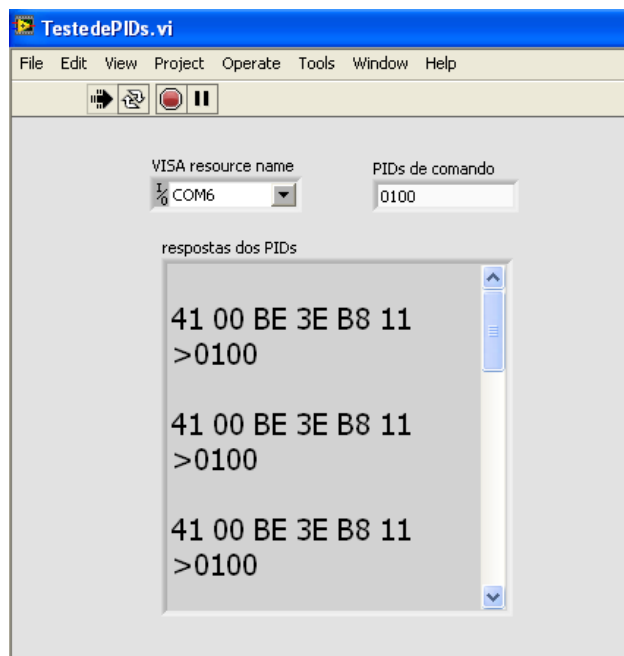 TestedePIDs.vi
File Edit View Project Operate Tools Window Help
VISA resource name
PIDs de comando
I/O COM6
0100
respostas dos PIDs
41 00 BE 3E B8 11
>0100
41 00 BE 3E B8 11
>0100
41 00 BE 3E B8 11
>0100